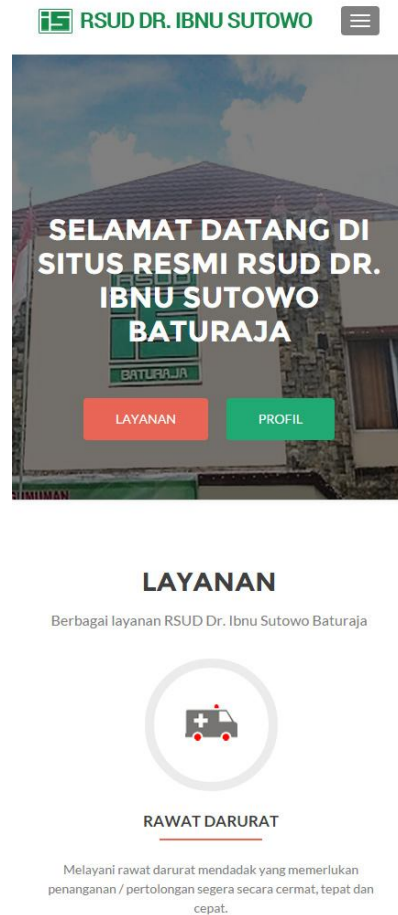 is RSUD DR. IBNU SUTOWO
SELAMAT DATANG DI
SITUS RESMI RSUD DR.
IBNU SUTOWO
BATURAJA
RSUD
BATURAJA
LAYANAN
PROFIL
GUMUMAN
LAYANAN
Berbagai layanan RSUD Dr. Ibnu Sutowo Baturaja
RAWAT DARURAT
Melayani rawat darurat mendadak yang memerlukan
penanganan / pertolongan segera secara cermat, tepat dan
cepat.